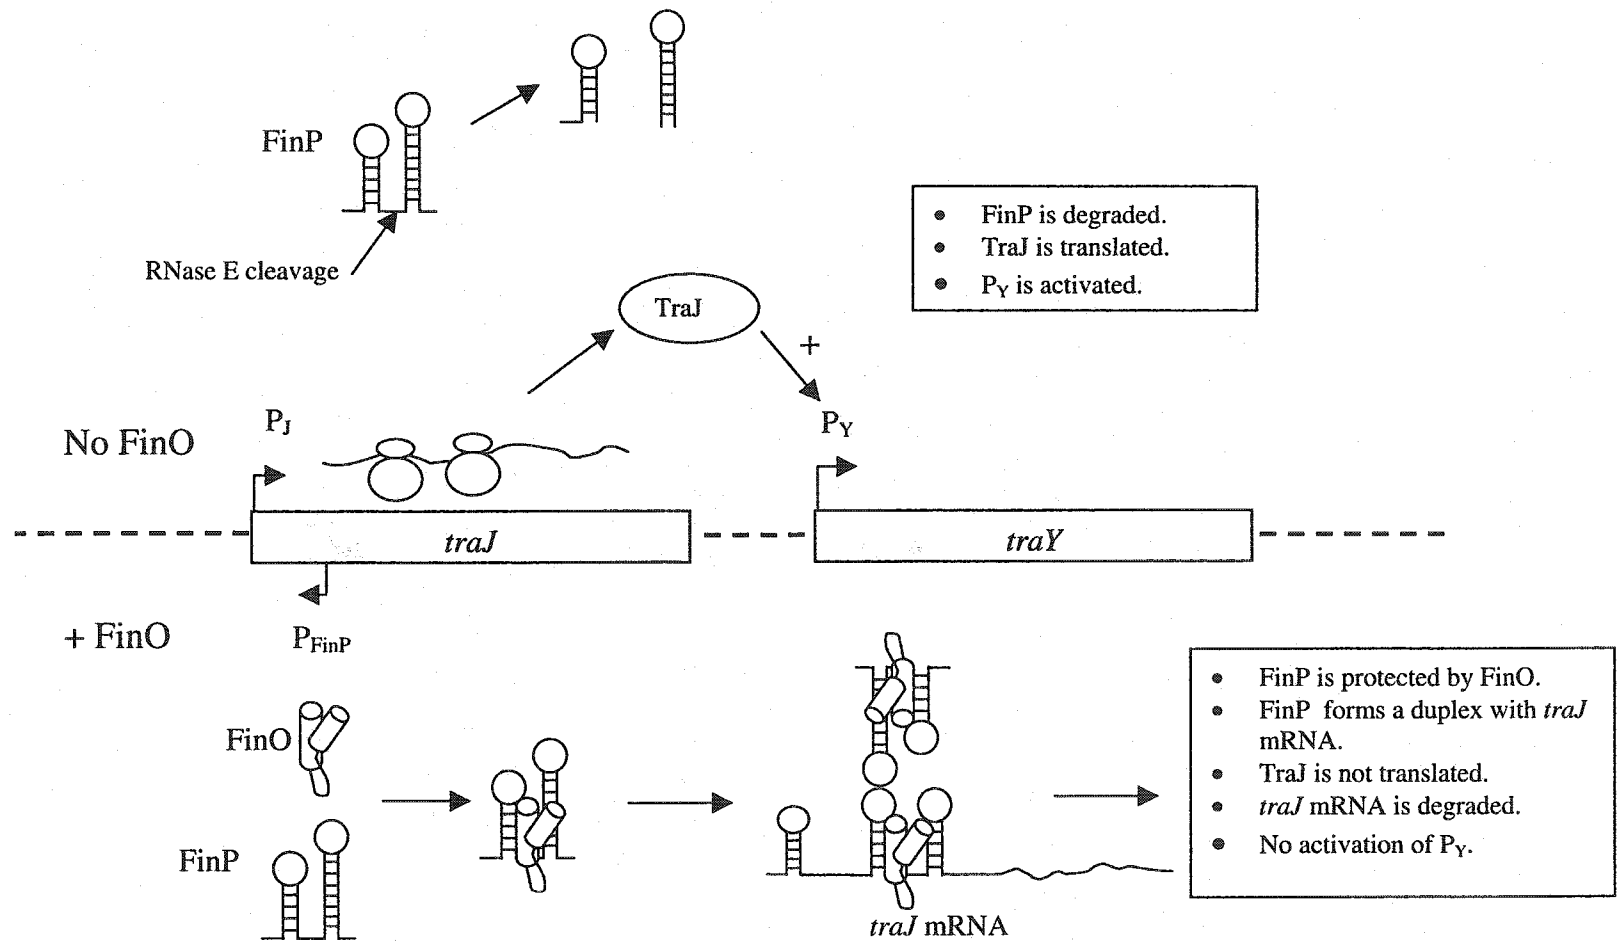 FinP
RNase E cleavage
• FinP is degraded.
• TraJ is translated.
• PY is activated.
TraJ
+
PJ
PY
No FinO
traJ
traY
+ FinO
PFinP
FinO
FinP
traJ mRNA
• FinP is protected by FinO.
• FinP forms a duplex with traJ
mRNA.
• TraJ is not translated.
• traJ mRNA is degraded.
• No activation of PY.